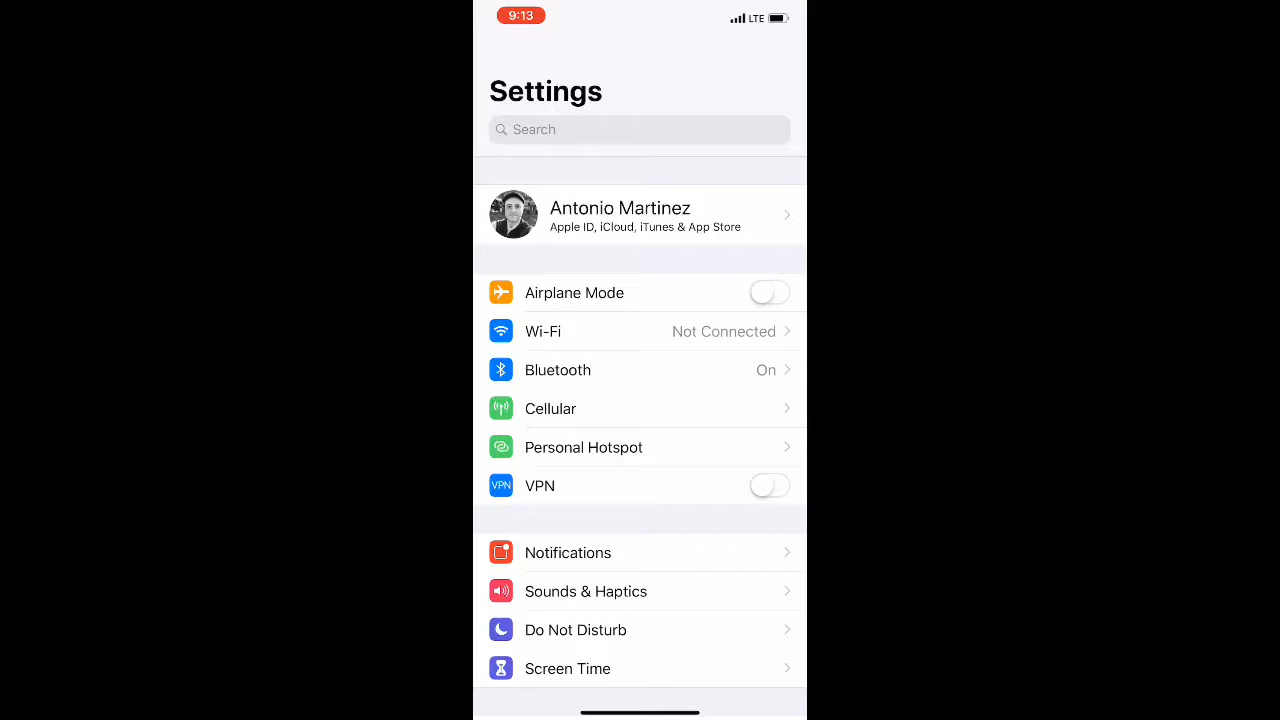 9:13 LTE
Settings
Search
Antonio Martinez
Apple ID, iCloud, iTunes & App Store
Airplane Mode
Wi-Fi Not Connected
Bluetooth On
Cellular
Personal Hotspot
VPN VPN
Notifications
Sounds & Haptics
Do Not Disturb
Screen Time